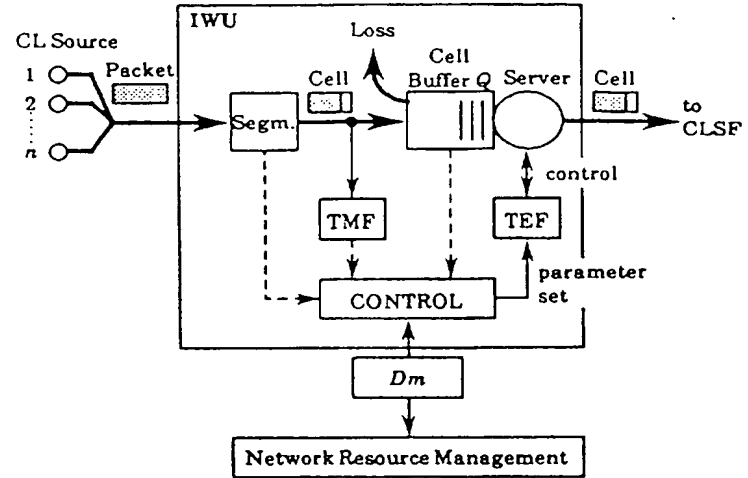 IWU
CL Source
Loss
1
Packet
Cell
Cell
Buffer Q
Server
Cell
2
Segm.
to
CLSF
n
control
TMF
TEF
parameter
set
CONTROL
Dm
Network Resource Management